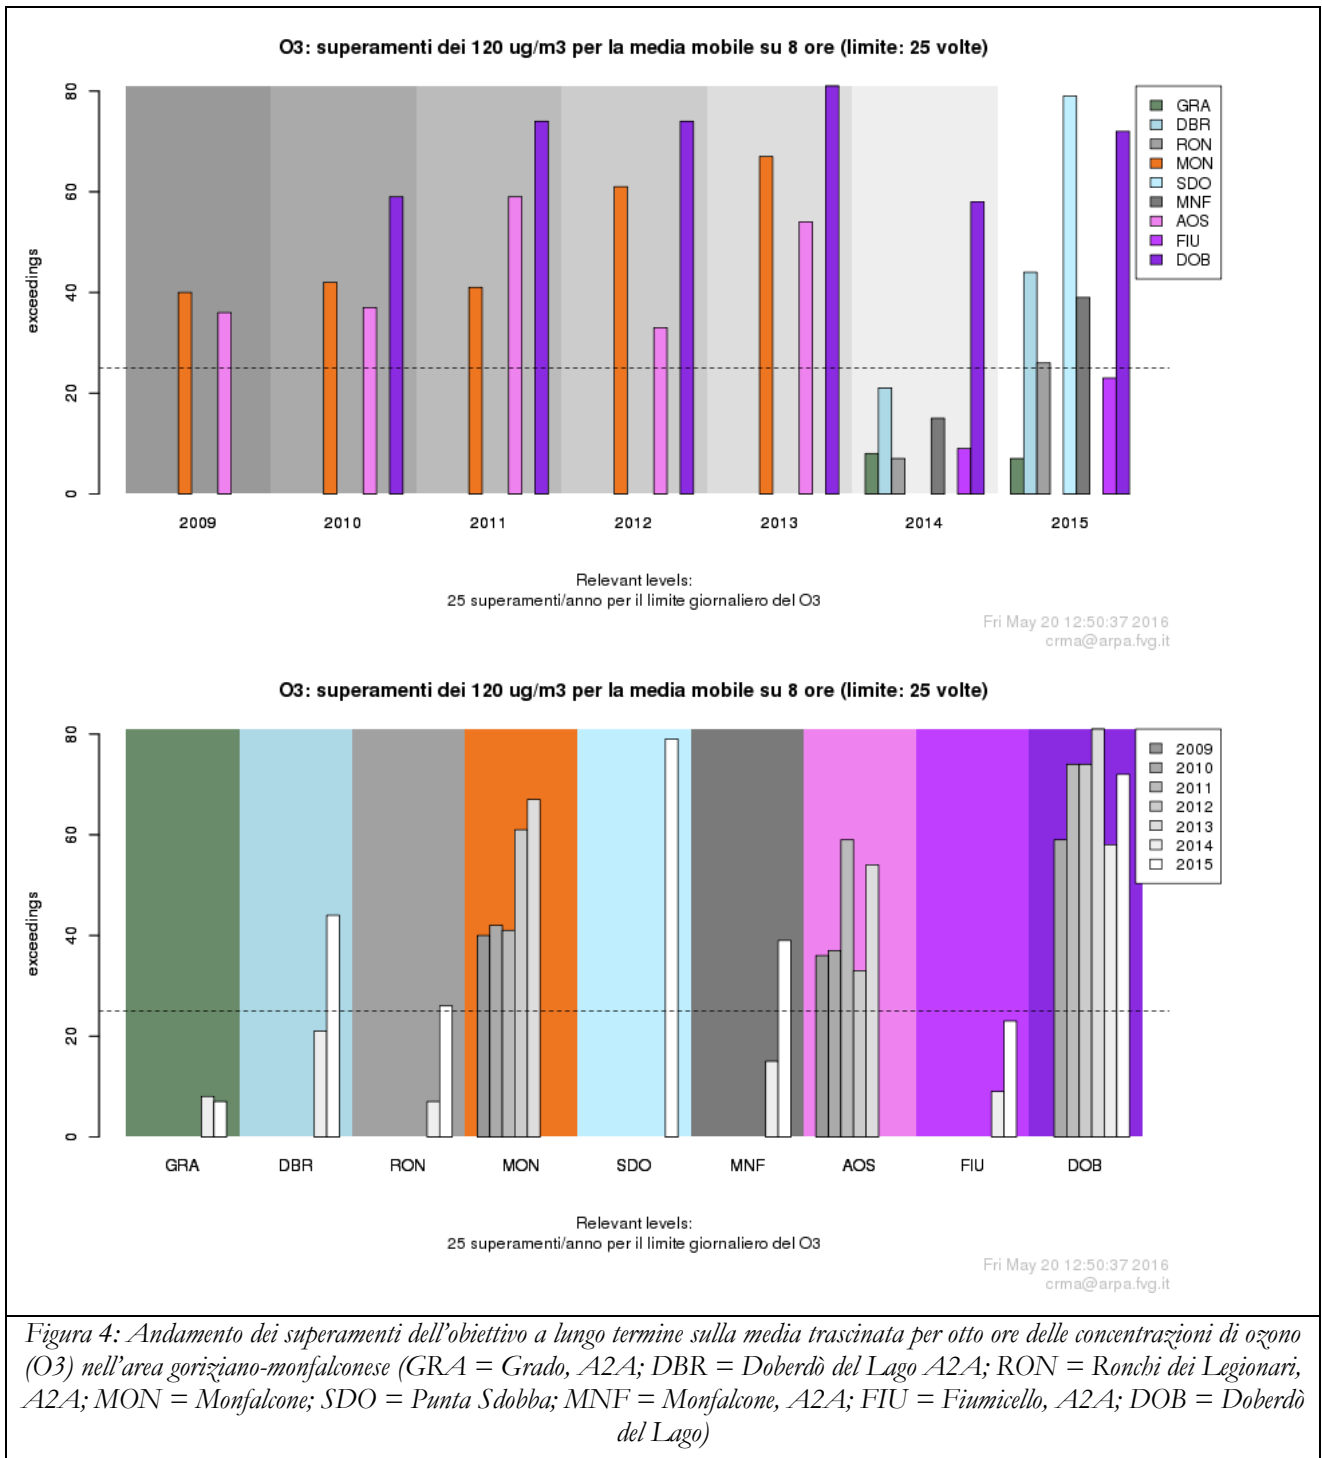 O3: superamenti dei 120 ug/m3 per la media mobile su 8 ore (limite: 25 volte)
exceedings
80
60
40
20
0
GRA
DBR
RON
MON
SDO
MNF
AOS
FIU
DOB
2009 2010 2011 2012 2013 2014 2015
Relevant levels:
25 superamenti/anno per il limite giornaliero del O3
Fri May 20 12:50:37 2016
crma@arpa.fvg.it
O3: superamenti dei 120 ug/m3 per la media mobile su 8 ore (limite: 25 volte)
exceedings
80
60
40
20
0
2009
2010
2011
2012
2013
2014
2015
GRA DBR RON MON SDO MNF AOS FIU DOB
Relevant levels:
25 superamenti/anno per il limite giornaliero del O3
Fri May 20 12:50:37 2016
crma@arpa.fvg.it
Figura 4: Andamento dei superamenti dell'obiettivo a lungo termine sulla media trascinata per otto ore delle concentrazioni di ozono
(O3) nell'area goriziano-monfalconese (GRA = Grado, A2A; DBR = Doberdò del Lago A2A; RON = Ronchi dei Legionari,
A2A; MON = Monfalcone; SDO = Punta Sdobba; MNF = Monfalcone, A2A; FIU = Fiumicello, A2A; DOB = Doberdò
del Lago)